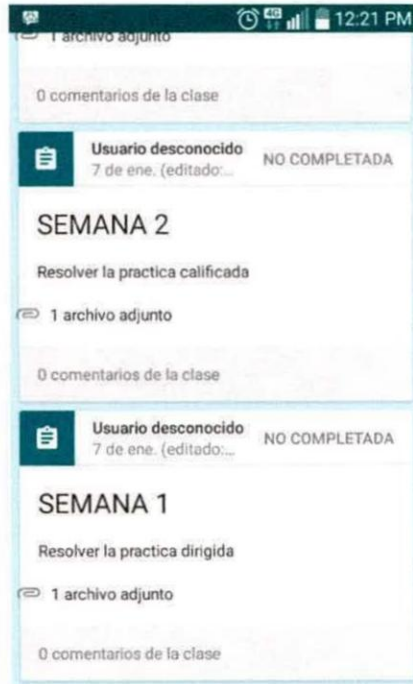 4G 12:21 PM
1 archivo adjunto
0 comentarios de la clase
Usuario desconocido
7 de ene. (editado:...
NO COMPLETADA
SEMANA 2
Resolver la practica calificada
1 archivo adjunto
0 comentarios de la clase
Usuario desconocido
7 de ene. (editado:...
NO COMPLETADA
SEMANA 1
Resolver la practica dirigida
1 archivo adjunto
0 comentarios de la clase